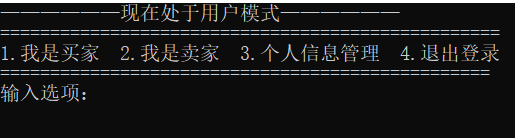 ——————现在处于用户模式——————
==================================================
1.我是买家  2.我是卖家  3.个人信息管理  4.退出登录
=================================================
输入选项：